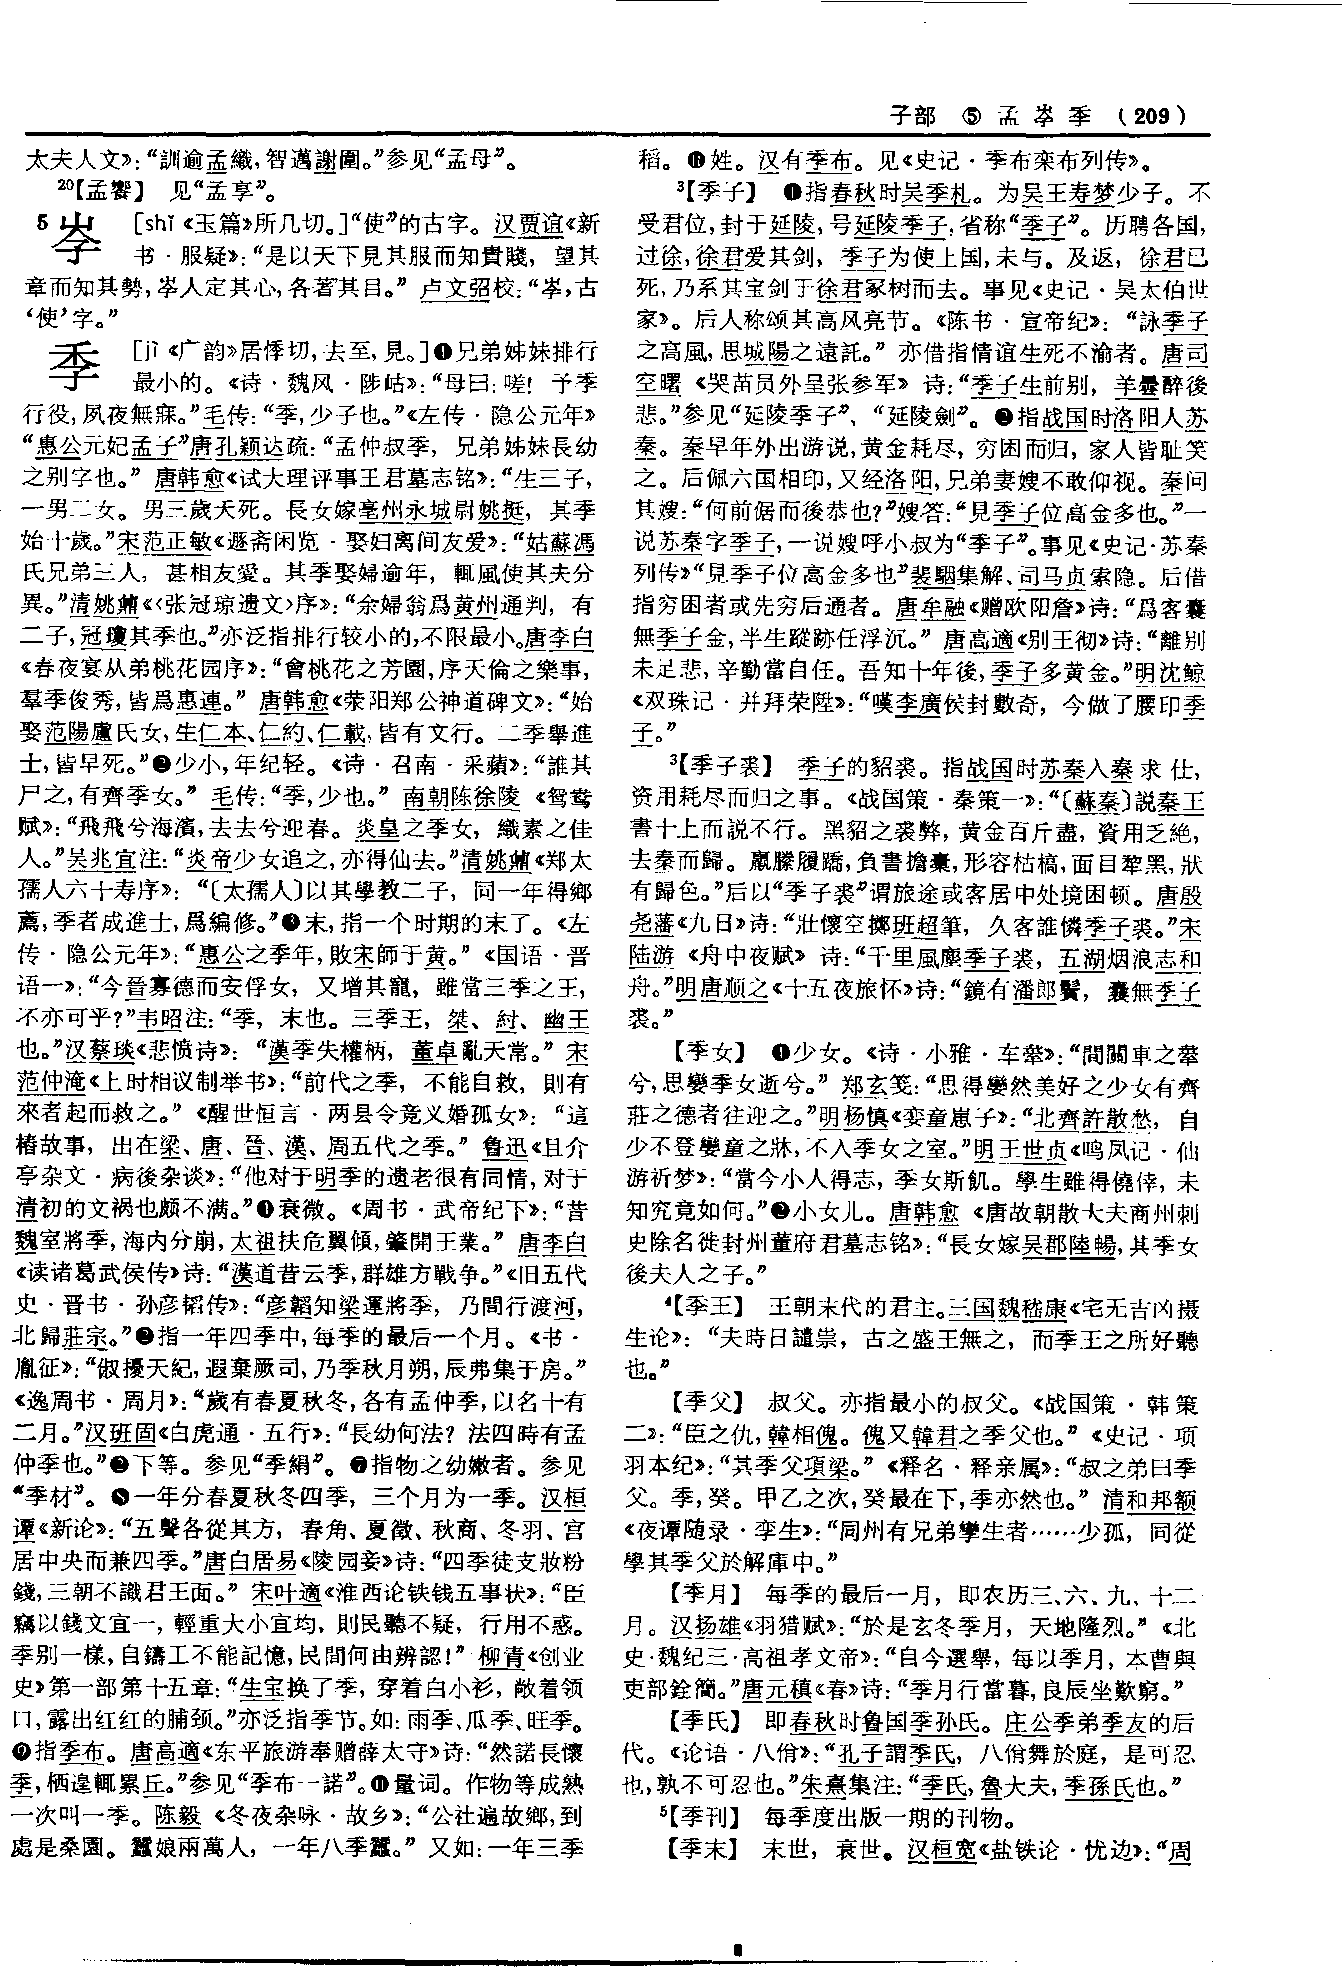 子部 ⑤ 孟 岺 季 (209)
太夫人文》:“訓逾孟織,智邁謝圍。”参见“孟母”。
20【孟饗】 见“孟享”。
5 㞨 [shǐ《玉篇》所几切。]“使”的古字。汉贾谊《新
书·服疑》:“是以天下見其服而知貴賤,望其
章而知其勢,㞨人定其心,各著其目。”卢文弨校:“㞨,古
‘使’字。”
季 [jì《广韵》居悸切,去至,見。]❶兄弟姊妹排行
最小的。《诗·魏风·陟岵》:“母曰:嗟!予季
行役,夙夜無寐。”毛传:“季,少子也。”《左传·隐公元年》
“惠公元妃孟子”唐孔颖达疏:“孟仲叔季,兄弟姊妹長幼
之别字也。”唐韩愈《试大理评事王君墓志铭》:“生三子,
一男二女。男三歲夭死。長女嫁亳州永城尉姚挺,其季
始十歲。”宋范正敏《遯斋闲览·娶妇离间友爱》:“姑蘇馮
氏兄弟三人,甚相友愛。其季娶婦逾年,輒風使其夫分
異。”清姚鼐《〈张冠琼遗文〉序》:“余婦翁爲黄州通判,有
二子,冠瓊其季也。”亦泛指排行较小的,不限最小。唐李白
《春夜宴从弟桃花园序》:“會桃花之芳園,序天倫之樂事,
羣季俊秀,皆爲惠連。”唐韩愈《荥阳郑公神道碑文》:“始
娶范陽盧氏女,生仁本、仁約、仁載,皆有文行。二季舉進
士,皆早死。”❷少小,年纪轻。《诗·召南·采蘋》:“誰其
尸之,有齊季女。”毛传:“季,少也。”南朝陈徐陵《鸳鸯
赋》:“飛飛兮海濱,去去兮迎春。炎皇之季女,織素之佳
人。”吴兆宜注:“炎帝少女追之,亦得仙去。”清姚鼐《郑太
孺人六十寿序》:“〔太孺人〕以其學教二子,同一年得鄉
薦,季者成進士,爲編修。”❸末,指一个时期的末了。《左
传·隐公元年》:“惠公之季年,敗宋師于黄。”《国语·晋
语一》:“今晉寡德而安俘女,又增其寵,雖當三季之王,
不亦可乎?”韦昭注:“季,末也。三季王,桀、紂、幽王
也。”汉蔡琰《悲愤诗》:“漢季失權柄,董卓亂天常。”宋
范仲淹《上时相议制举书》:“前代之季,不能自救,則有
來者起而救之。”《醒世恒言·两县令竞义婚孤女》:“這
樁故事,出在梁、唐、晉、漢、周五代之季。”鲁迅《且介
亭杂文·病後杂谈》:“他对于明季的遗老很有同情,对于
清初的文祸也颇不满。”❹衰微。《周书·武帝纪下》:“昔
魏室將季,海内分崩,太祖扶危翼傾,肇開王業。”唐李白
《读诸葛武侯传》诗:“漢道昔云季,群雄方戰争。”《旧五代
史·晋书·孙彦韬传》:“彦韜知梁運將季,乃間行渡河,
北歸莊宗。”❺指一年四季中,每季的最后一个月。《书·
胤征》:“俶擾天紀,遐棄厥司,乃季秋月朔,辰弗集于房。”
《逸周书·周月》:“歲有春夏秋冬,各有孟仲季,以名十有
二月。”汉班固《白虎通·五行》:“長幼何法?法四時有孟
仲季也。”❻下等。参见“季絹”。❼指物之幼嫩者。参见
“季材”。❽一年分春夏秋冬四季,三个月为一季。汉桓
谭《新论》:“五聲各從其方,春角、夏徵、秋商、冬羽、宫
居中央而兼四季。”唐白居易《陵园妾》诗:“四季徒支妝粉
錢,三朝不識君王面。”宋叶適《淮西论铁钱五事状》:“臣
竊以錢文宜一,輕重大小宜均,則民聽不疑,行用不惑。
季别一樣,自鑄工不能記憶,民間何由辨認!”柳青《创业
史》第一部第十五章:“生宝换了季,穿着白小衫,敞着领
口,露出红红的脯颈。”亦泛指季节。如:雨季、瓜季、旺季。
❾指季布。唐高適《东平旅游奉赠薛太守》诗:“然諾長懷
季,栖遑輒累丘。”参见“季布一諾”。❿量词。作物等成熟
一次叫一季。陈毅《冬夜杂咏·故乡》:“公社遍故鄉,到
處是桑園。蠶娘兩萬人,一年八季蠶。”又如:一年三季
稻。⓫姓。汉有季布。见《史记·季布栾布列传》。
3【季子】 ❶指春秋时吴季札。为吴王寿梦少子。不
受君位,封于延陵,号延陵季子,省称“季子”。历聘各国,
过徐,徐君爱其剑,季子为使上国,未与。及返,徐君已
死,乃系其宝剑于徐君冢树而去。事见《史记·吴太伯世
家》。后人称颂其高风亮节。《陈书·宣帝纪》:“詠季子
之高風,思城陽之遠託。”亦借指情谊生死不渝者。唐司
空曙《哭苗员外呈张参军》诗:“季子生前别,羊曇醉後
悲。”参见“延陵季子”、“延陵劍”。❷指战国时洛阳人苏
秦。秦早年外出游说,黄金耗尽,穷困而归,家人皆耻笑
之。后佩六国相印,又经洛阳,兄弟妻嫂不敢仰视。秦问
其嫂:“何前倨而後恭也?”嫂答:“見季子位高金多也。”一
说苏秦字季子,一说嫂呼小叔为“季子”。事见《史记·苏秦
列传》“見季子位高金多也”裴駰集解、司马贞索隐。后借
指穷困者或先穷后通者。唐牟融《赠欧阳詹》诗:“爲客囊
無季子金,半生蹤跡任浮沉。”唐高適《别王彻》诗:“離别
未足悲,辛勤當自任。吾知十年後,季子多黄金。”明沈鲸
《双珠记·并拜荣陞》:“嘆李廣侯封數奇,今做了腰印季
子。”
3【季子裘】 季子的貂裘。指战国时苏秦入秦求仕,
资用耗尽而归之事。《战国策·秦策一》:“〔蘇秦〕説秦王
書十上而説不行。黑貂之裘弊,黄金百斤盡,資用乏絶,
去秦而歸。羸縢履蹻,負書擔橐,形容枯槁,面目犂黑,狀
有歸色。”后以“季子裘”谓旅途或客居中处境困顿。唐殷
尧藩《九日》诗:“壯懷空擲班超筆,久客誰憐季子裘。”宋
陆游《舟中夜赋》诗:“千里風塵季子裘,五湖烟浪志和
舟。”明唐顺之《十五夜旅怀》诗:“鏡有潘郎鬢,囊無季子
裘。”
【季女】 ❶少女。《诗·小雅·车舝》:“間關車之舝
兮,思孌季女逝兮。”郑玄笺:“思得孌然美好之少女有齊
莊之德者往迎之。”明杨慎《娈童崽子》:“北齊許散愁,自
少不登孌童之牀,不入季女之室。”明王世贞《鸣凤记·仙
游祈梦》:“當今小人得志,季女斯飢。學生雖得僥倖,未
知究竟如何。”❷小女儿。唐韩愈《唐故朝散大夫商州刺
史除名徙封州董府君墓志铭》:“長女嫁吴郡陸暢,其季女
後夫人之子。”
4【季王】 王朝末代的君主。三国魏嵇康《宅无吉凶摄
生论》:“夫時日譴祟,古之盛王無之,而季王之所好聽
也。”
【季父】 叔父。亦指最小的叔父。《战国策·韩策
二》:“臣之仇,韓相傀。傀又韓君之季父也。”《史记·项
羽本纪》:“其季父項梁。”《释名·释亲属》:“叔之弟曰季
父。季,癸。甲乙之次,癸最在下,季亦然也。”清和邦额
《夜谭随录·孪生》:“同州有兄弟孿生者……少孤,同從
學其季父於解庫中。”
【季月】 每季的最后一月,即农历三、六、九、十二
月。汉扬雄《羽猎赋》:“於是玄冬季月,天地隆烈。”《北
史·魏纪三·高祖孝文帝》:“自今選舉,每以季月,本曹與
吏部銓簡。”唐元稹《春》诗:“季月行當暮,良辰坐歎窮。”
【季氏】 即春秋时鲁国季孙氏。庄公季弟季友的后
代。《论语·八佾》:“孔子謂季氏,八佾舞於庭,是可忍
也,孰不可忍也。”朱熹集注:“季氏,魯大夫,季孫氏也。”
5【季刊】 每季度出版一期的刊物。
【季末】 末世,衰世。汉桓宽《盐铁论·忧边》:“周